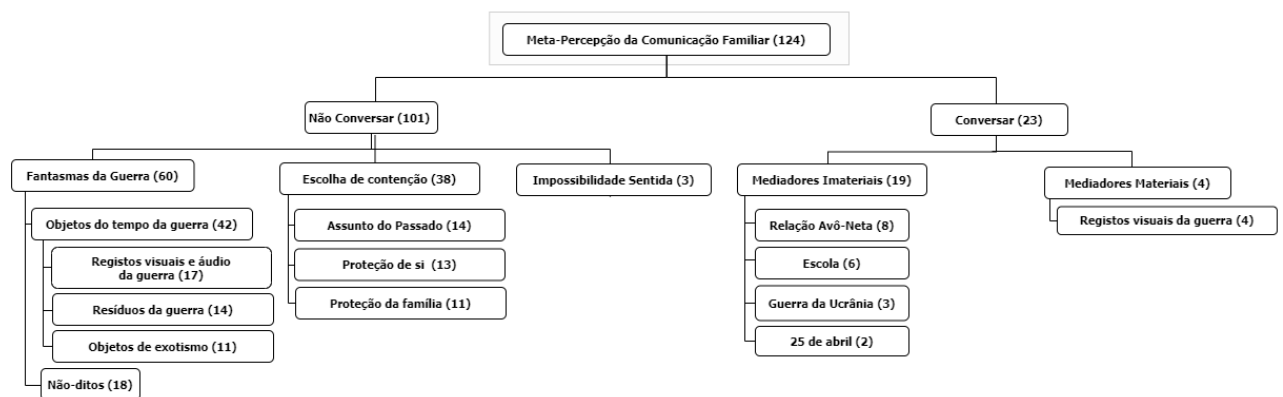 Meta-Percepção da Comunicação Familiar (124)
Não Conversar (101)
Conversar (23)
Fantasmas da Guerra (60)
Escolha de contenção (38)
Impossibilidade Sentida (3)
Mediadores Imateriais (19)
Mediadores Materiais (4)
Objetos do tempo da guerra (42)
Registos visuais e áudio
da guerra (17)
Resíduos da guerra (14)
Objetos de exotismo (11)
Não-ditos (18)
Assunto do Passado (14)
Proteção de si (13)
Proteção da família (11)
Relação Avô-Neta (8)
Escola (6)
Guerra da Ucrânia (3)
25 de abril (2)
Registos visuais da guerra (4)